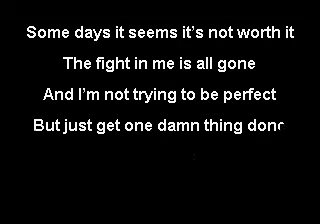 Some days it seems it's not worth it
The fight in me is all gone
And I'm not trying to be perfect
But just get one damn thing done